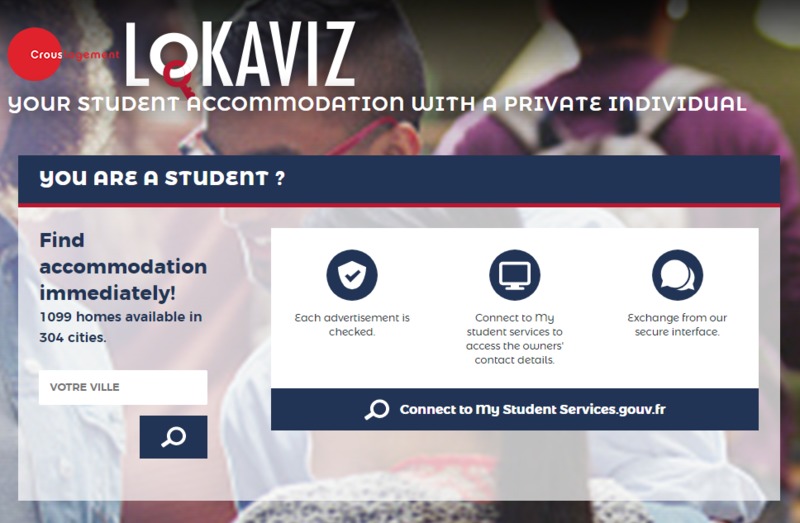 Crous logement
LOKAVIZ
YOUR STUDENT ACCOMMODATION WITH A PRIVATE INDIVIDUAL
YOU ARE A STUDENT ?
Find
accommodation
immediately!
1099 homes available in
304 cities.
VOTRE VILLE
Each advertisement is
checked.
Connect to My
student services to
access the owners'
contact details.
Exchange from our
secure interface.
Connect to My Student Services.gouv.fr